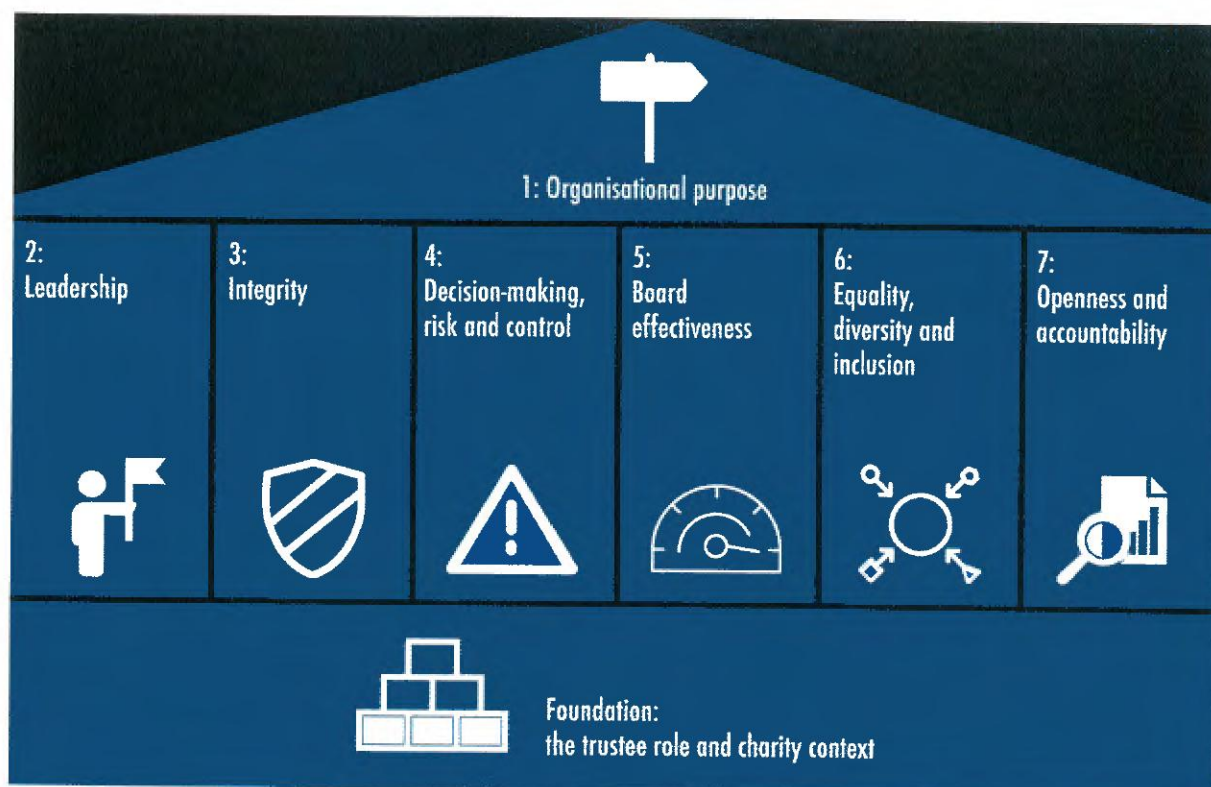 1: Organisational purpose
2:
Leadership
3:
Integrity
4:
Decision-making,
risk and control
5:
Board
effectiveness
6:
Equality,
diversity and
inclusion
7:
Openness and
accountability
Foundation:
the trustee role and charity context